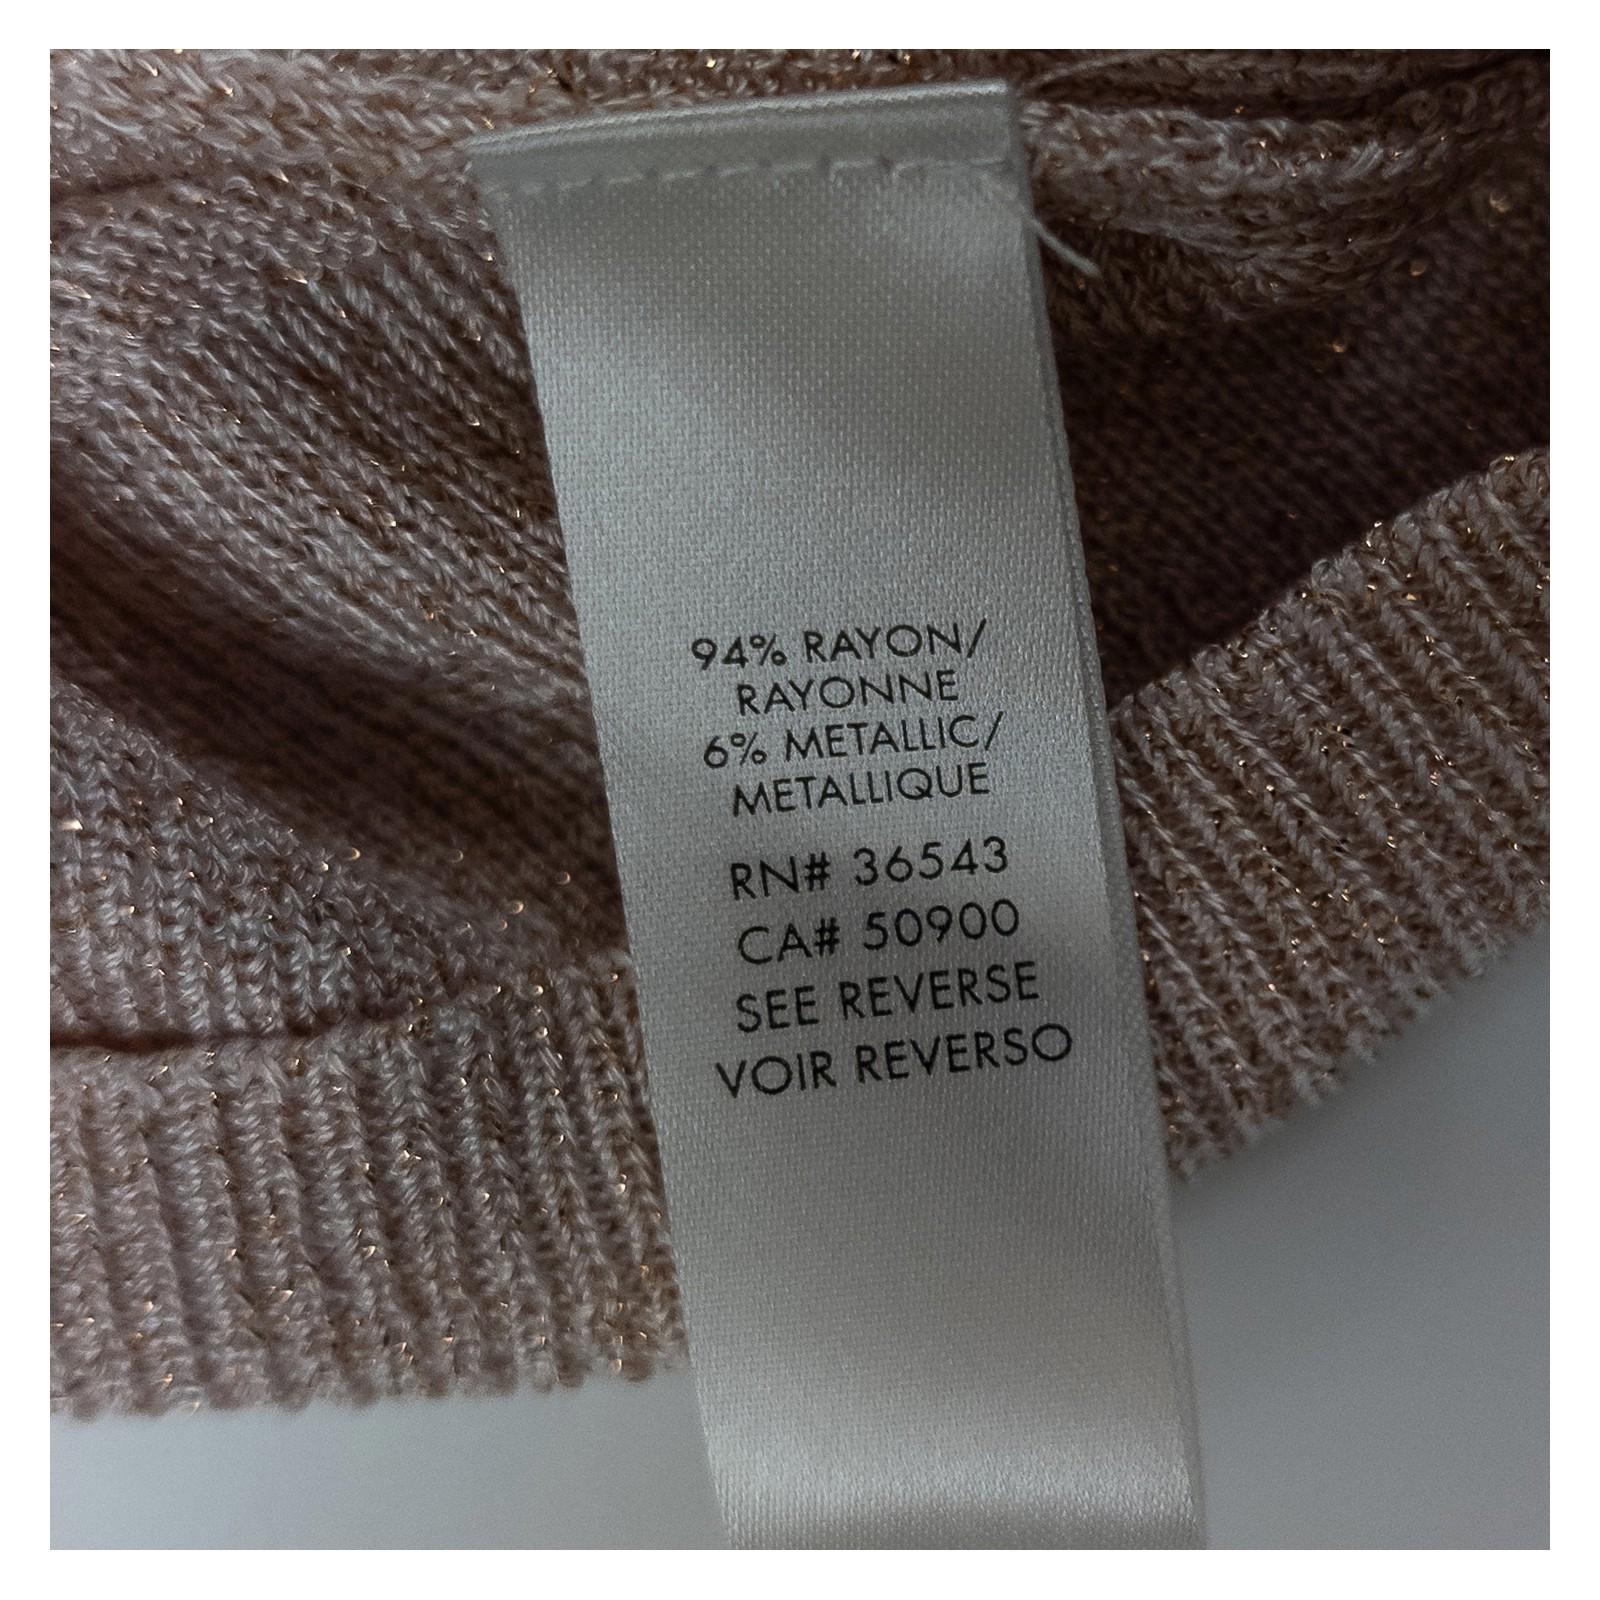 94% RAYON/
RAYONNE
6% METALLIC/
METALLIQUE
RN# 36543
CA# 50900
SEE REVERSE
VOIR REVERSO